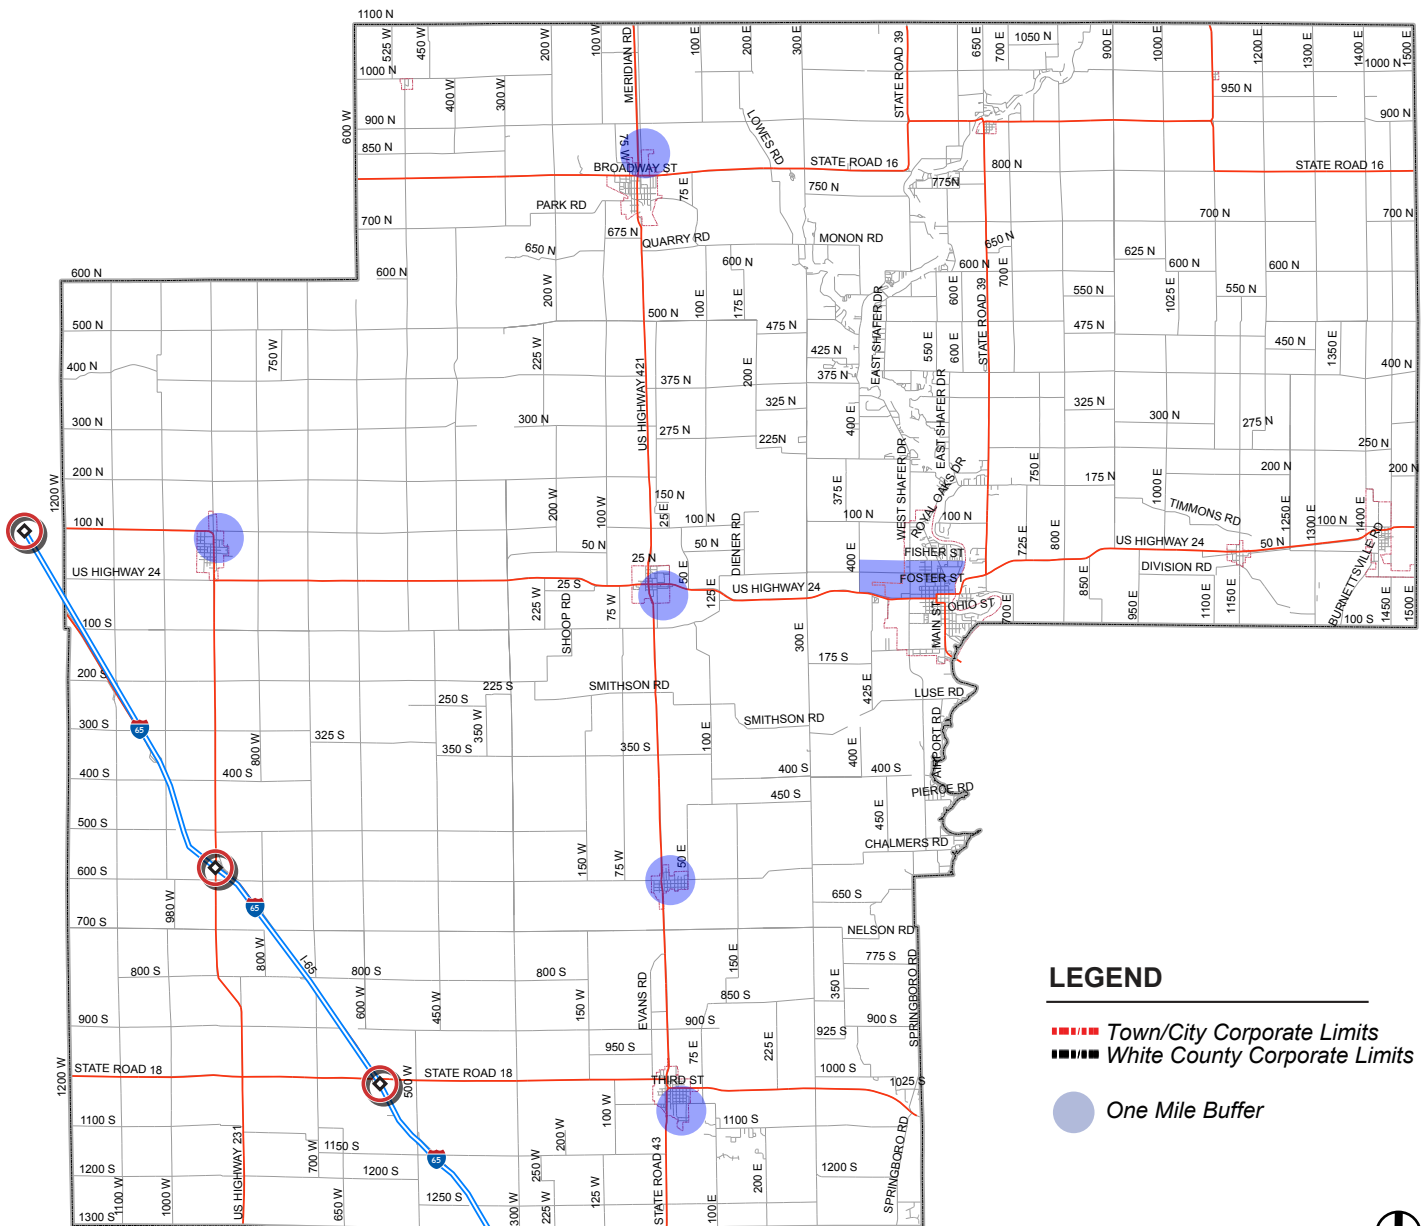 1100 N
525 W
450 W
200 W
100 W
MERIDIAN RD
100 E
200 E
300 E
STATE ROAD 39
650 E
700 E
1050 N
900 E
1000 E
1200 E
1300 E
1400 E
1500 E
1000 N
1000 N
400 W
300 W
950 N
600 W
900 N
900 N
850 N
75 W
LOWES RD
BROADWAY ST
STATE ROAD 16
800 N
STATE ROAD 16
75 E
750 N
775N
PARK RD
700 N
700 N
700 N
675 N
QUARRY RD
MONON RD
650 N
650 N
625 N
600 N
600 N
600 N
600 N
600 N
600 N
200 W
100 E
175 E
700 E
600 E
550 N
1025 E
550 N
500 N
500 N
475 N
475 N
EAST SHAFER DR
STATE ROAD 39
550 E
600 E
450 N
1350 E
750 W
225 W
US HIGHWAY 421
200 E
425 N
400 N
400 N
375 N
375 N
325 N
325 N
400 E
EAST SHAFER DR
300 N
300 N
300 N
275 N
275 N
225N
250 N
WEST SHAFER DR
ROYAL OAKS DR
200 N
200 N
200 N
1200 W
750 E
175 N
1000 E
375 E
150 N
200 W
100 W
25 E
100 N
100 N
100 N
100 N
100 N
TIMMONS RD
1250 E
1300 E
1400 E
DIENER RD
725 E
800 E
50 N
50 N
25 N
FISHER ST
400 E
US HIGHWAY 24
50 N
BURNETTSVILLE RD
US HIGHWAY 24
25 S
50 E
125 E
US HIGHWAY 24
FOSTER ST
DIVISION RD
850 E
950 E
1100 E
1150 E
1450 E
1500 E
225 W
SHOOP RD
75 W
MAIN ST
OHIO ST
700 E
100 S
100 S
300 E
175 S
200 S
225 S
SMITHSON RD
425 E
LUSE RD
250 S
350 W
SMITHSON RD
300 S
325 S
800 W
350 S
350 S
100 E
400 E
AIRPORT RD
65
400 S
400 S
400 S
400 S
450 S
PIERCE RD
450 E
500 S
CHALMERS RD
150 W
75 W
50 E
600 S
650 S
980 W
65
700 S
NELSON RD
800 W
I-65
150 E
775 S
800 S
800 S
800 S
600 W
450 W
150 W
EVANS RD
350 E
SPRINGBORO RD
850 S
900 S
900 S
900 S
925 S
75 E
225 E
950 S
1200 W
STATE ROAD 18
500 W
STATE ROAD 18
THIRD ST
1000 S
1025 S
100 W
1100 S
1100 S
SPRINGBORO RD
US HIGHWAY 231
700 W
1150 S
65
200 W
STATE ROAD 43
1200 S
1200 S
1200 S
1100 W
1000 W
650 W
1250 S
300 W
250 W
225 W
125 W
100 E
200 E
1300 S
LEGEND
Town/City Corporate Limits
White County Corporate Limits
One Mile Buffer